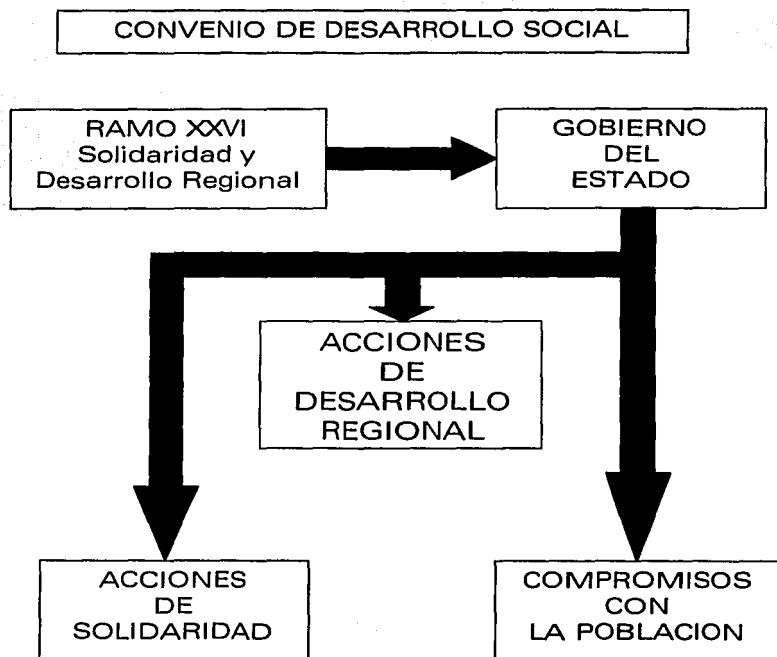 CONVENIO DE DESARROLLO SOCIAL
RAMO XXVI
Solidaridad y
Desarrollo Regional
GOBIERNO
DEL
ESTADO
ACCIONES
DE
DESARROLLO
REGIONAL
ACCIONES
DE
SOLIDARIDAD
COMPROMISOS
CON
LA POBLACION